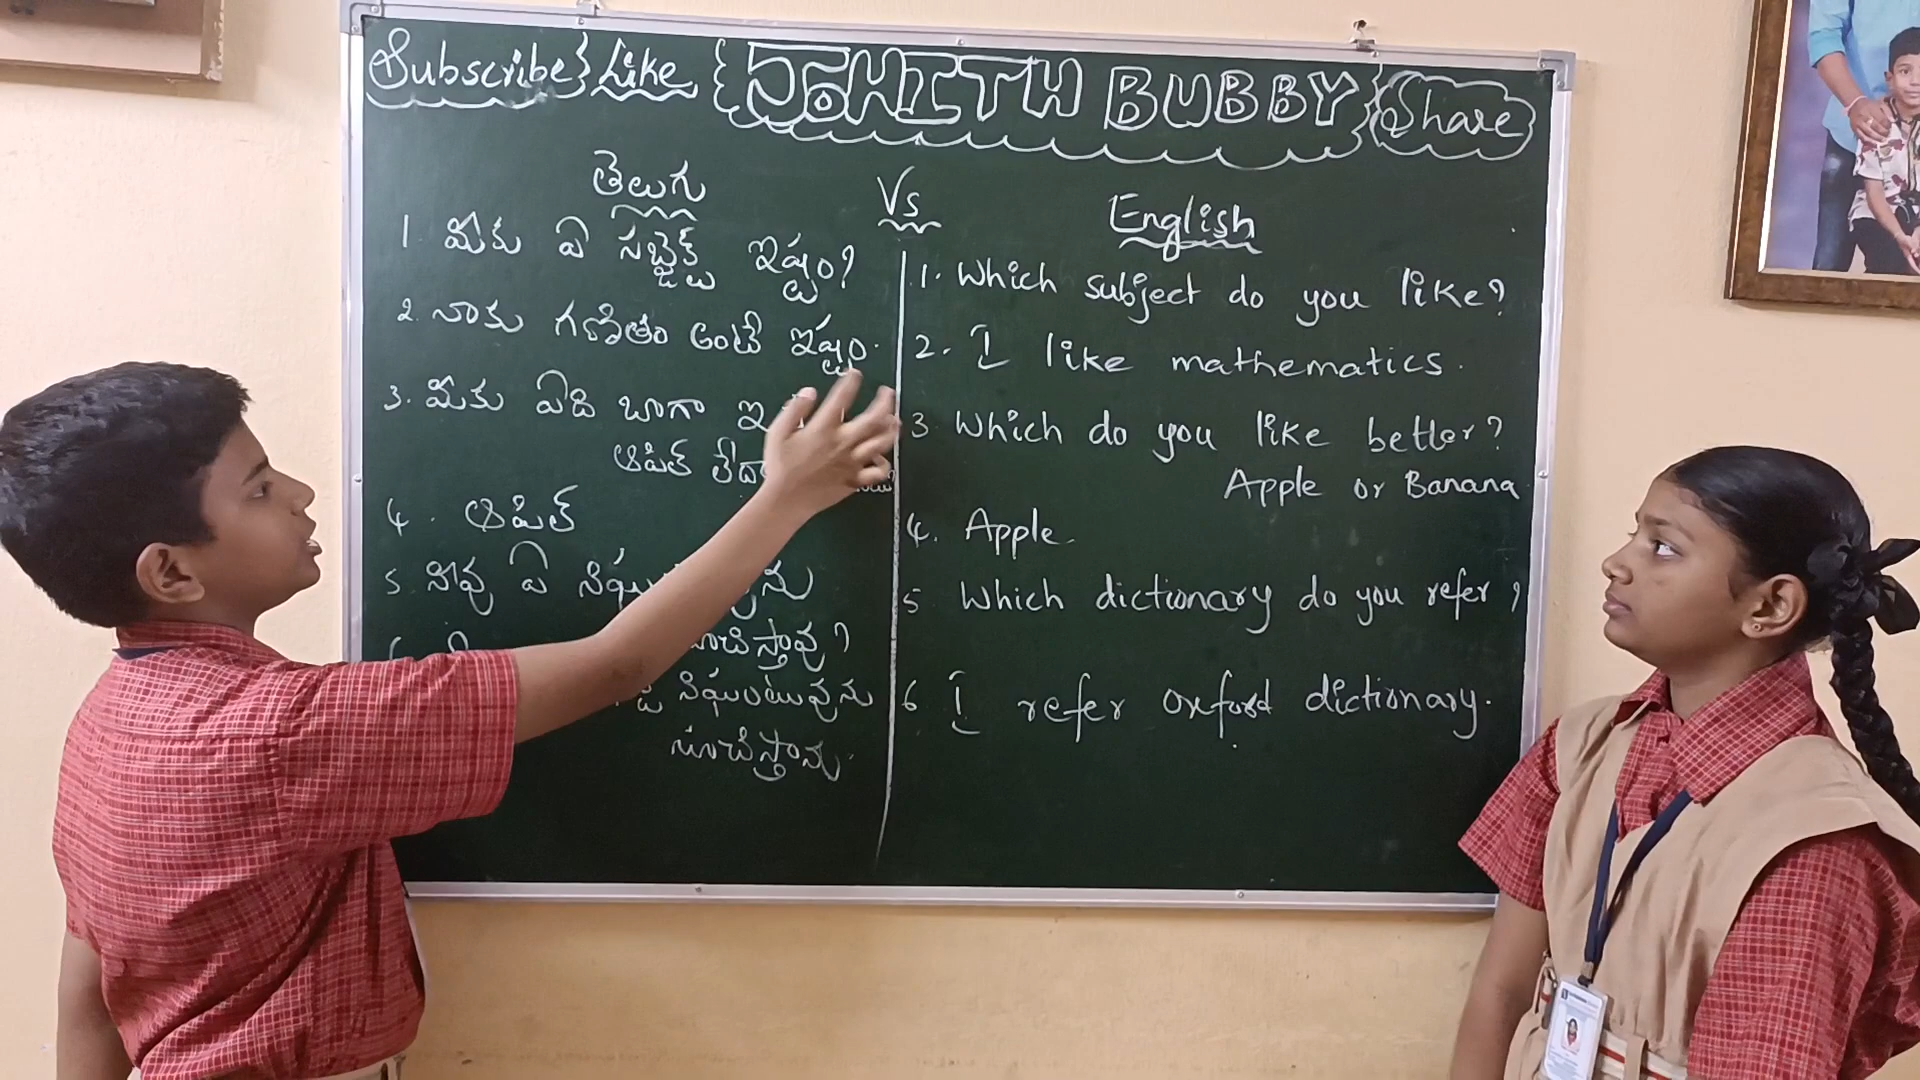 Subscribe Like JOHITH BUBBY Share
తెలుగు Vs English
1. మీకు ఏ సబ్జెక్ట్ ఇష్టం?
2. నాకు గణితం అంటే ఇష్టం.
3. మీకు ఏది బాగా
ఆపిల్ లేదా
4. ఆపిల్
5. నీవు ఏ
నిఘంటువును
సూచిస్తాను.
1. Which subject do you like?
2. I like mathematics.
3 Which do you like better?
Apple or Banana
4. Apple.
5 Which dictionary do you refer?
6 I refer oxford dictionary.